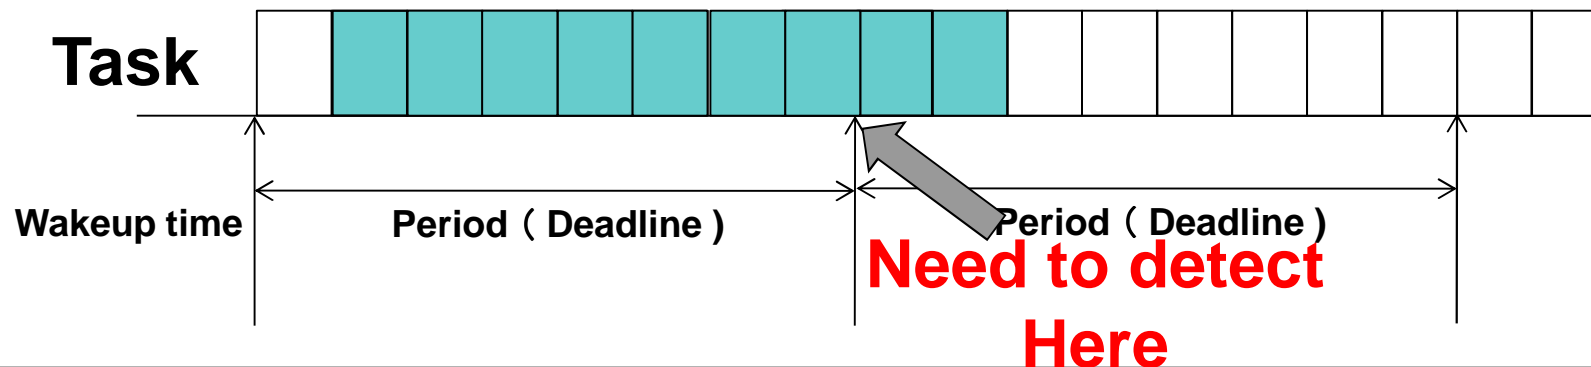 Task
Wakeup time
Period（ Deadline )
Period（ Deadline )
Need to detect
Here